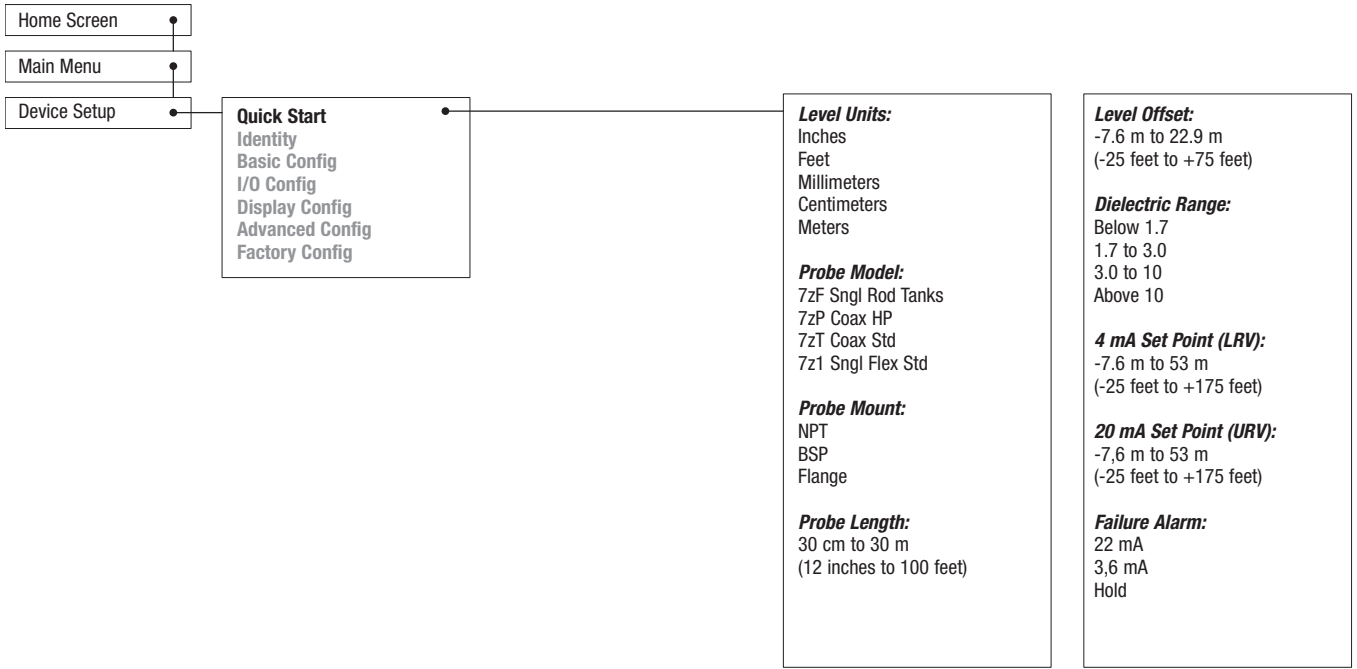 Home Screen
Main Menu
Device Setup
Quick Start
Identity
Basic Config
I/O Config
Display Config
Advanced Config
Factory Config
Level Units:
Inches
Feet
Millimeters
Centimeters
Meters
Probe Model:
7zF Sngl Rod Tanks
7zP Coax HP
7zT Coax Std
7z1 Sngl Flex Std
Probe Mount:
NPT
BSP
Flange
Probe Length:
30 cm to 30 m
(12 inches to 100 feet)
Level Offset:
-7.6 m to 22.9 m
(-25 feet to +75 feet)
Dielectric Range:
Below 1.7
1.7 to 3.0
3.0 to 10
Above 10
4 mA Set Point (LRV):
-7.6 m to 53 m
(-25 feet to +175 feet)
20 mA Set Point (URV):
-7,6 m to 53 m
(-25 feet to +175 feet)
Failure Alarm:
22 mA
3,6 mA
Hold